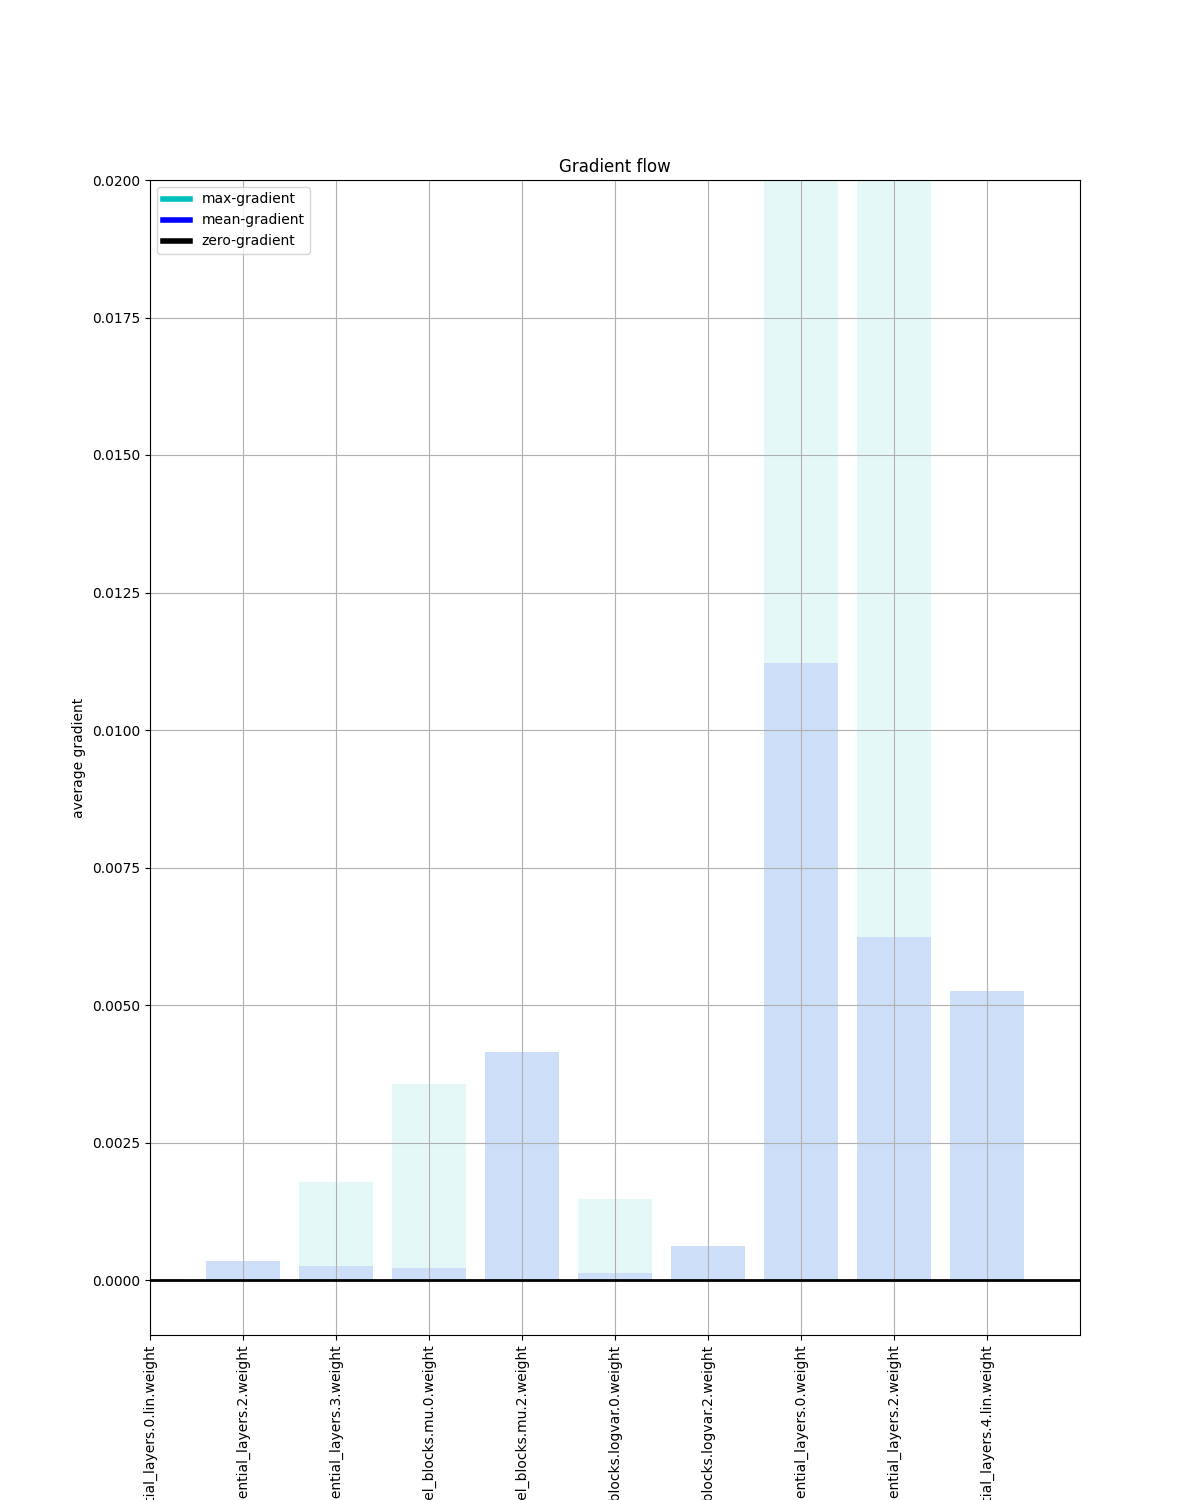 Gradient flow
max-gradient
mean-gradient
zero-gradient
0.0200
0.0175
0.0150
0.0125
0.0100
0.0075
0.0050
0.0025
0.0000
average gradient
tial_layers.0.lin.weight
ential_layers.2.weight
ential_layers.3.weight
el_blocks.mu.0.weight
el_blocks.mu.2.weight
blocks.logvar.0.weight
blocks.logvar.2.weight
ential_layers.0.weight
ential_layers.2.weight
tial_layers.4.lin.weight